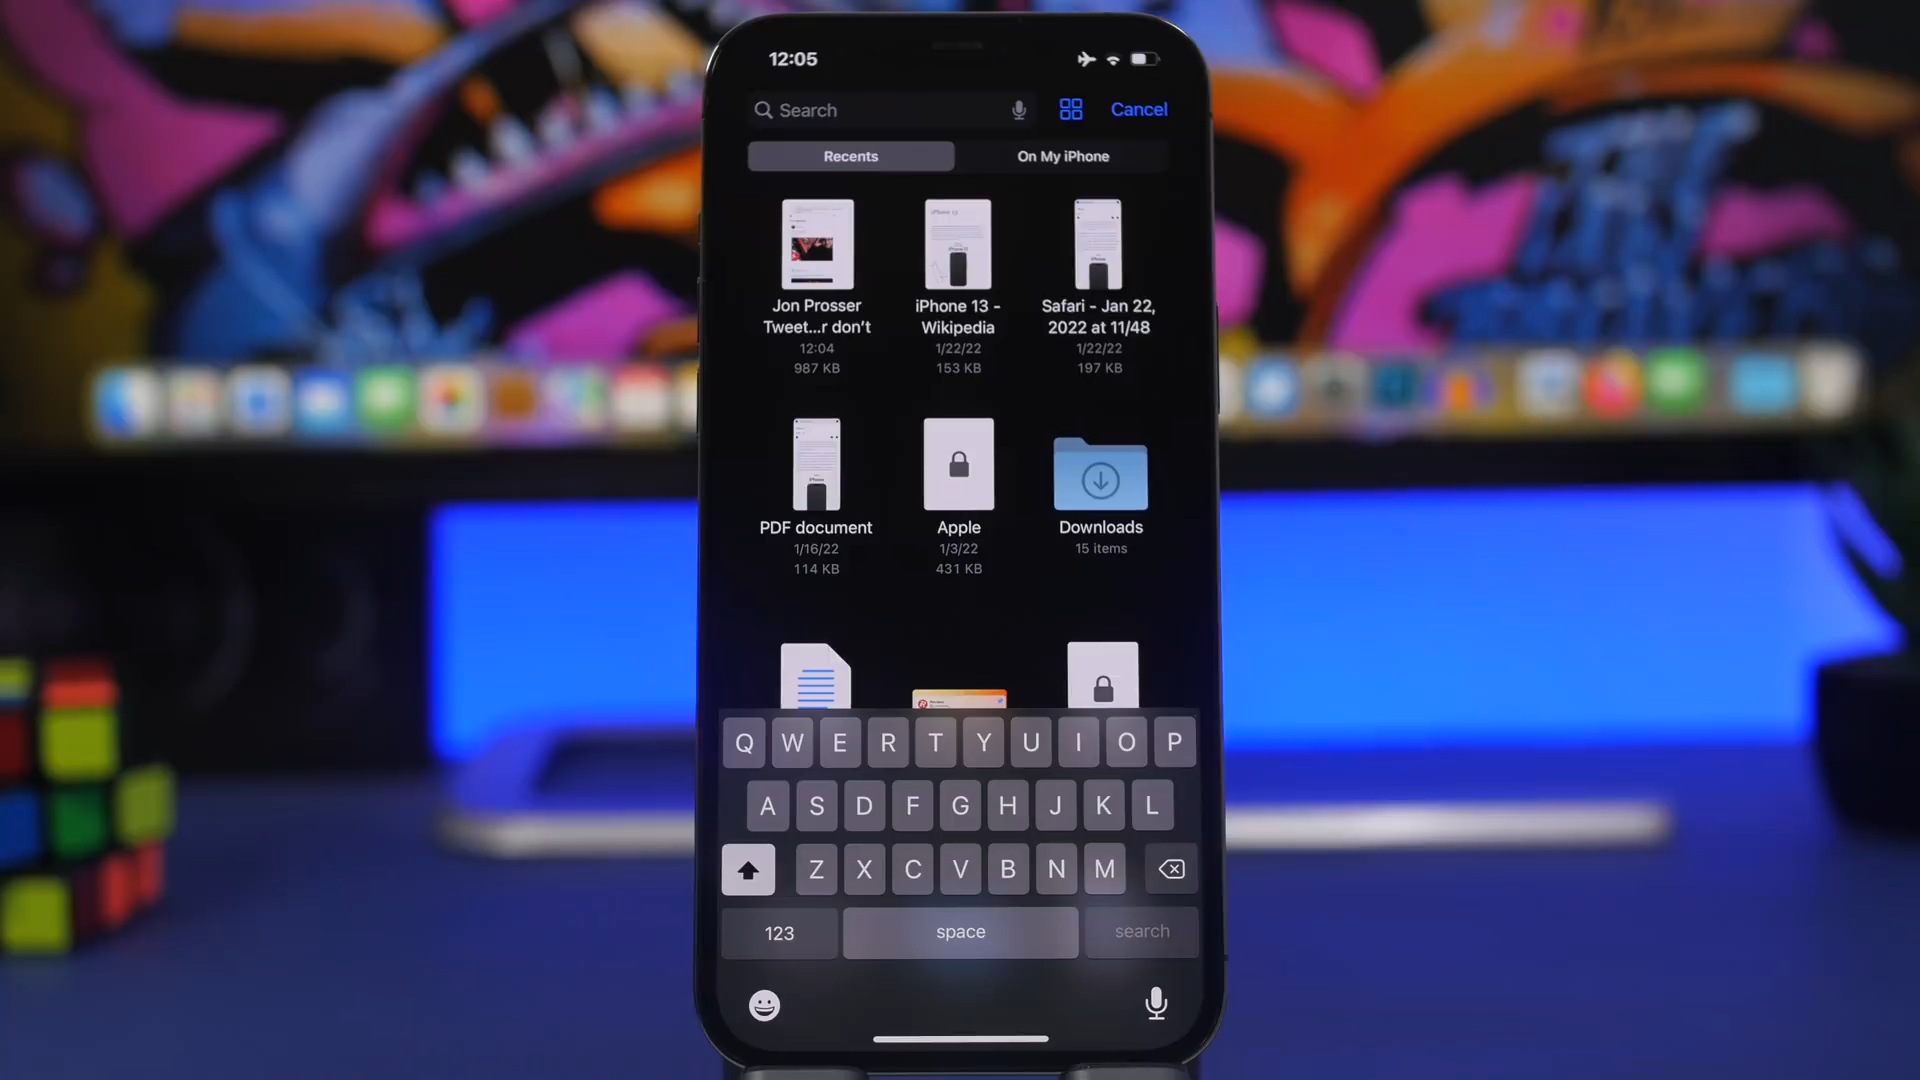 12:05
Search
Cancel
Recents
On My iPhone
Jon Prosser
Tweet...r don't
12:04
987 KB
iPhone 13 -
Wikipedia
1/22/22
153 KB
Safari - Jan 22,
2022 at 11/48
1/22/22
197 KB
PDF document
1/16/22
114 KB
Apple
1/3/22
431 KB
Downloads
15 items
Q W E R T Y U I O P
A S D F G H J K L
Z X C V B N M
123
space
search